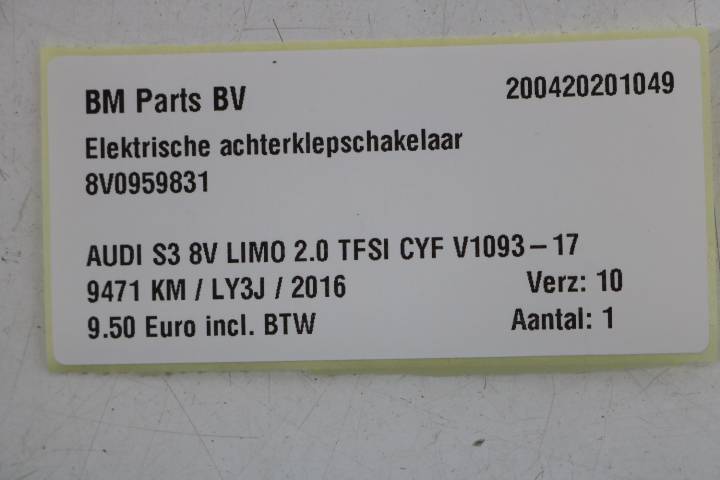 BM Parts BV 200420201049
Elektrische achterklepschakelaar
8V0959831
AUDI S3 8V LIMO 2.0 TFSI CYF V1093-17
9471 KM / LY3J / 2016 Verz: 10
9.50 Euro incl. BTW Aantal: 1